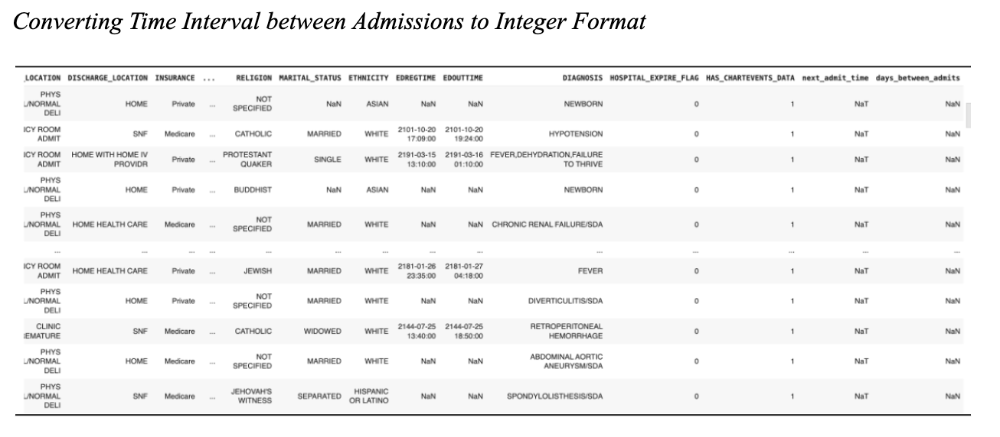 Converting Time Interval between Admissions to Integer Format
LOCATION DISCHARGE_LOCATION INSURANCE ... RELIGION MARITAL_STATUS ETHNICITY EDREGTIME EDOUTTIME DIAGNOSIS HOSPITAL_EXPIRE_FLAG HAS_CHARTEVENTS_DATA next_admit_time days_between_admits
PHYS
L/NORMAL
DELI HOME Private ... NOT
SPECIFIED NaN ASIAN NaN NaN NEWBORN 0 1 NaT NaN
ICY ROOM
ADMIT SNF Medicare ... CATHOLIC MARRIED WHITE 2101-10-20
17:09:00 2101-10-20
19:24:00 HYPOTENSION 0 1 NaT NaN
ICY ROOM
ADMIT HOME WITH HOME IV
PROVIDR Private ... PROTESTANT
QUAKER SINGLE WHITE 2191-03-15
13:10:00 2191-03-16
01:10:00 FEVER,DEHYDRATION,FAILURE
TO THRIVE 0 1 NaT NaN
PHYS
L/NORMAL
DELI HOME Private ... BUDDHIST NaN ASIAN NaN NaN NEWBORN 0 1 NaT NaN
PHYS
L/NORMAL
DELI HOME HEALTH CARE Medicare ... NOT
SPECIFIED MARRIED WHITE NaN NaN CHRONIC RENAL FAILURE/SDA 0 1 NaT NaN
... ... ... ... ... ... ... ... ... ... ... ... ... ...
ICY ROOM
ADMIT HOME HEALTH CARE Private ... JEWISH MARRIED WHITE 2181-01-26
23:35:00 2181-01-27
04:18:00 FEVER 0 1 NaT NaN
PHYS
L/NORMAL
DELI HOME Private ... NOT
SPECIFIED MARRIED WHITE NaN NaN DIVERTICULITIS/SDA 0 1 NaT NaN
CLINIC
EMATURE SNF Medicare ... CATHOLIC WIDOWED WHITE 2144-07-25
13:40:00 2144-07-25
18:50:00 RETROPERITONEAL
HEMORRHAGE 0 1 NaT NaN
PHYS
L/NORMAL
DELI HOME Medicare ... NOT
SPECIFIED MARRIED WHITE NaN NaN ABDOMINAL AORTIC
ANEURYSM/SDA 0 1 NaT NaN
PHYS
L/NORMAL
DELI SNF Medicare ... JEHOVAH'S
WITNESS SEPARATED HISPANIC
OR LATINO NaN NaN SPONDYLOLISTHESIS/SDA 0 1 NaT NaN